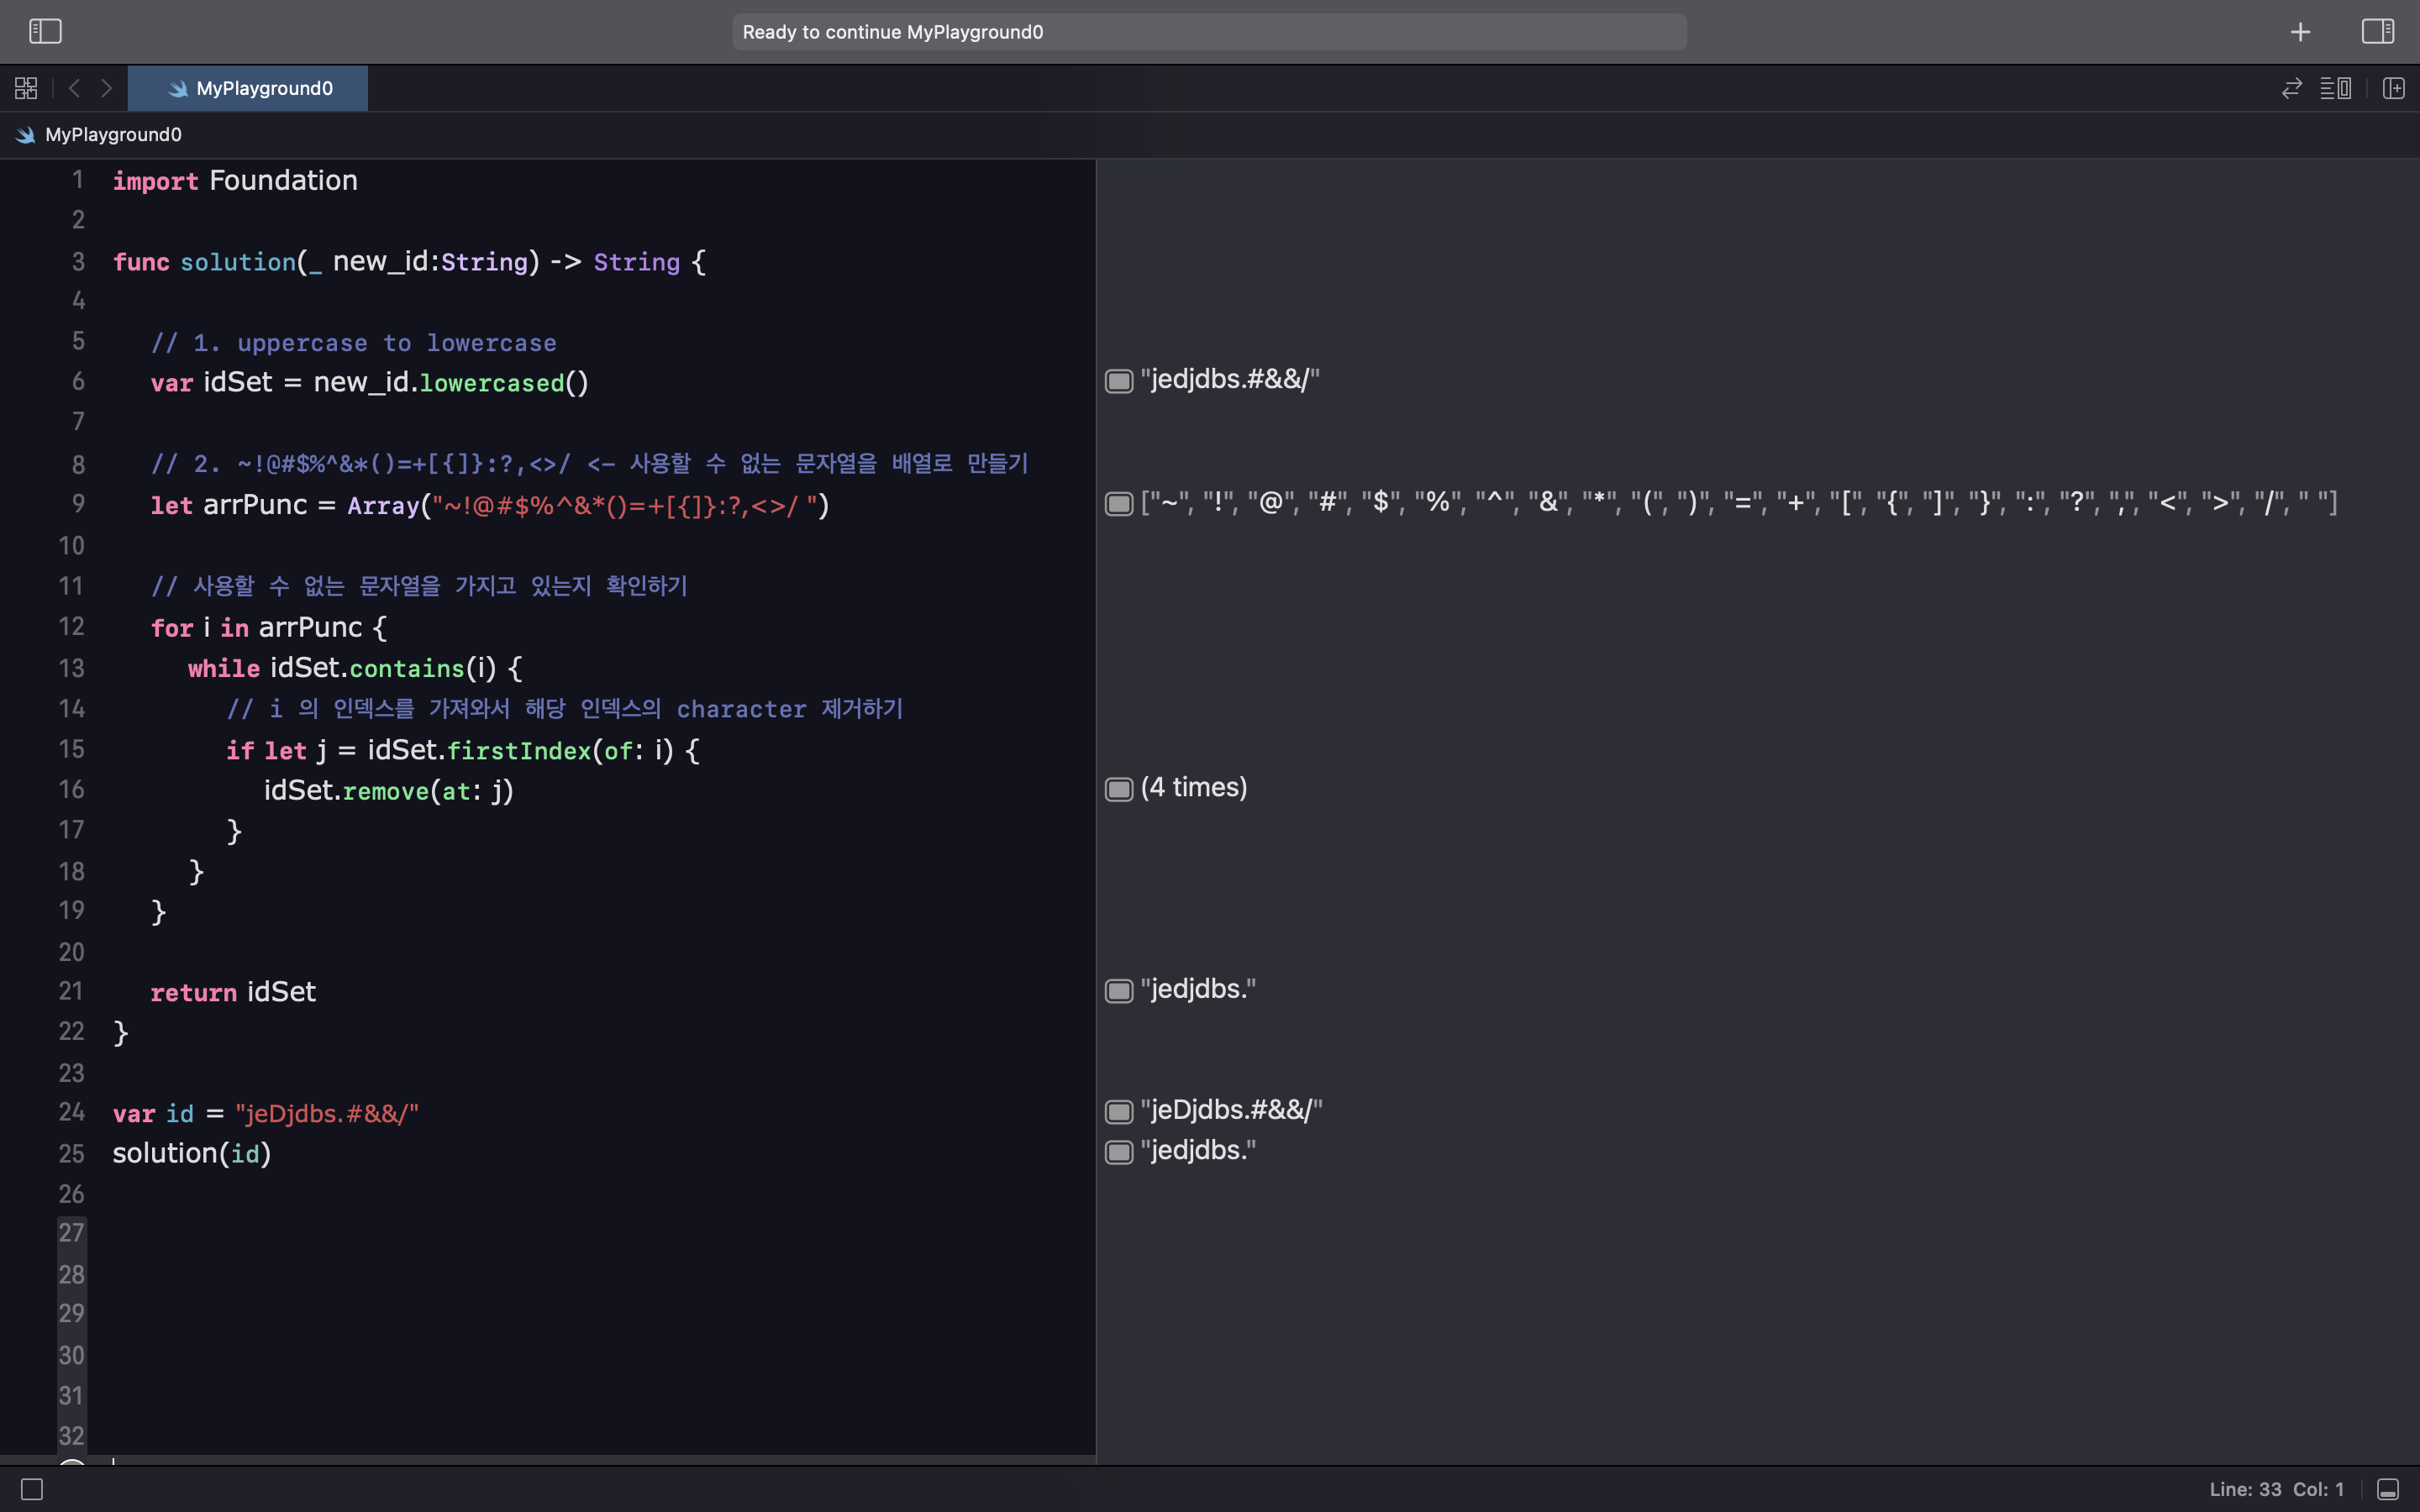 Ready to continue MyPlayground0
MyPlayground0
MyPlayground0
1 import Foundation
2
3 func solution(_ new_id:String) -> String {
4
5 // 1. uppercase to lowercase
6 var idSet = new_id.lowercased()
"jedjdbs.#&&/"
7
8 // 2. ~!@#$%^&*()=+[{]}:?,<>/ <- 사용할 수 없는 문자열을 배열로 만들기
9 let arrPunc = Array("~!@#$%^&*()=+[{]}:?,<>/ ")
["~", "!", "@", "#", "$", "%", "^", "&", "*", "(", ")", "=", "+", "[", "{", "]", "}", ":", "?", ",", "<", ">", "/", " "]
10
11 // 사용할 수 없는 문자열을 가지고 있는지 확인하기
12 for i in arrPunc {
13 while idSet.contains(i) {
14 // i 의 인덱스를 가져와서 해당 인덱스의 character 제거하기
15 if let j = idSet.firstIndex(of: i) {
16 idSet.remove(at: j)
(4 times)
17 }
18 }
19 }
20
21 return idSet
"jedjdbs."
22 }
23
24 var id = "jeDjdbs.#&&/"
"jeDjdbs.#&&/"
25 solution(id)
"jedjdbs."
26
27
28
29
30
31
32
Line: 33 Col: 1